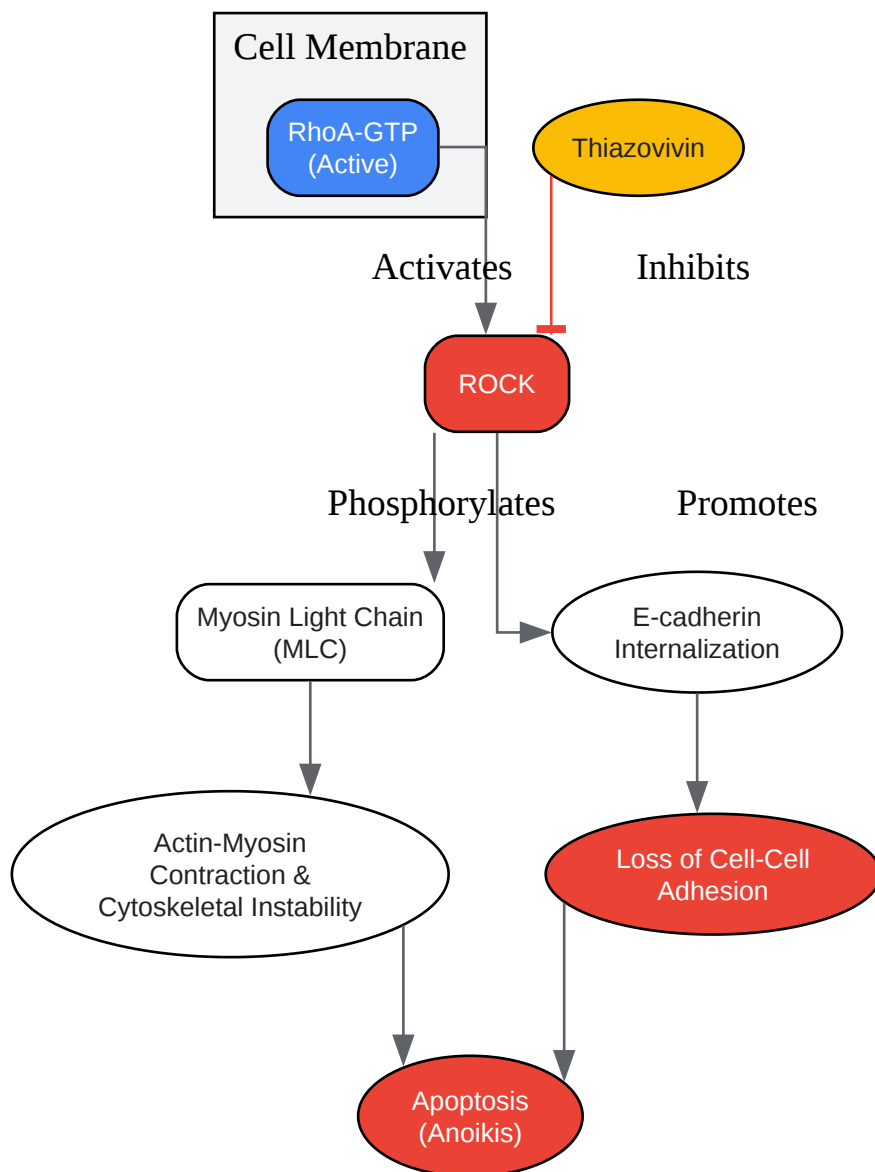 Cell Membrane
RhoA-GTP
(Active)
Thiazovivin
Activates
Inhibits
ROCK
Phosphorylates
Promotes
Myosin Light Chain
(MLC)
E-cadherin
Internalization
Actin-Myosin
Contraction &
Cytoskeletal Instability
Loss of Cell-Cell
Adhesion
Apoptosis
(Anoikis)